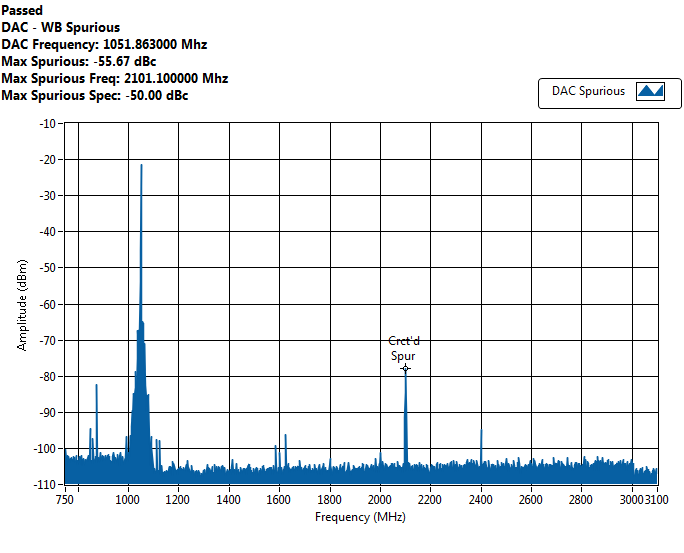 Passed
DAC - WB Spurious
DAC Frequency: 1051.863000 Mhz
Max Spurious: -55.67 dBc
Max Spurious Freq: 2101.100000 Mhz
Max Spurious Spec: -50.00 dBc
DAC Spurious
-10
-20
-30
-40
-50
-60
-70
-80
-90
-100
-110
Amplitude (dBm)
Crct'd
Spur
750 1000 1200 1400 1600 1800 2000 2200 2400 2600 2800 3000 3100
Frequency (MHz)